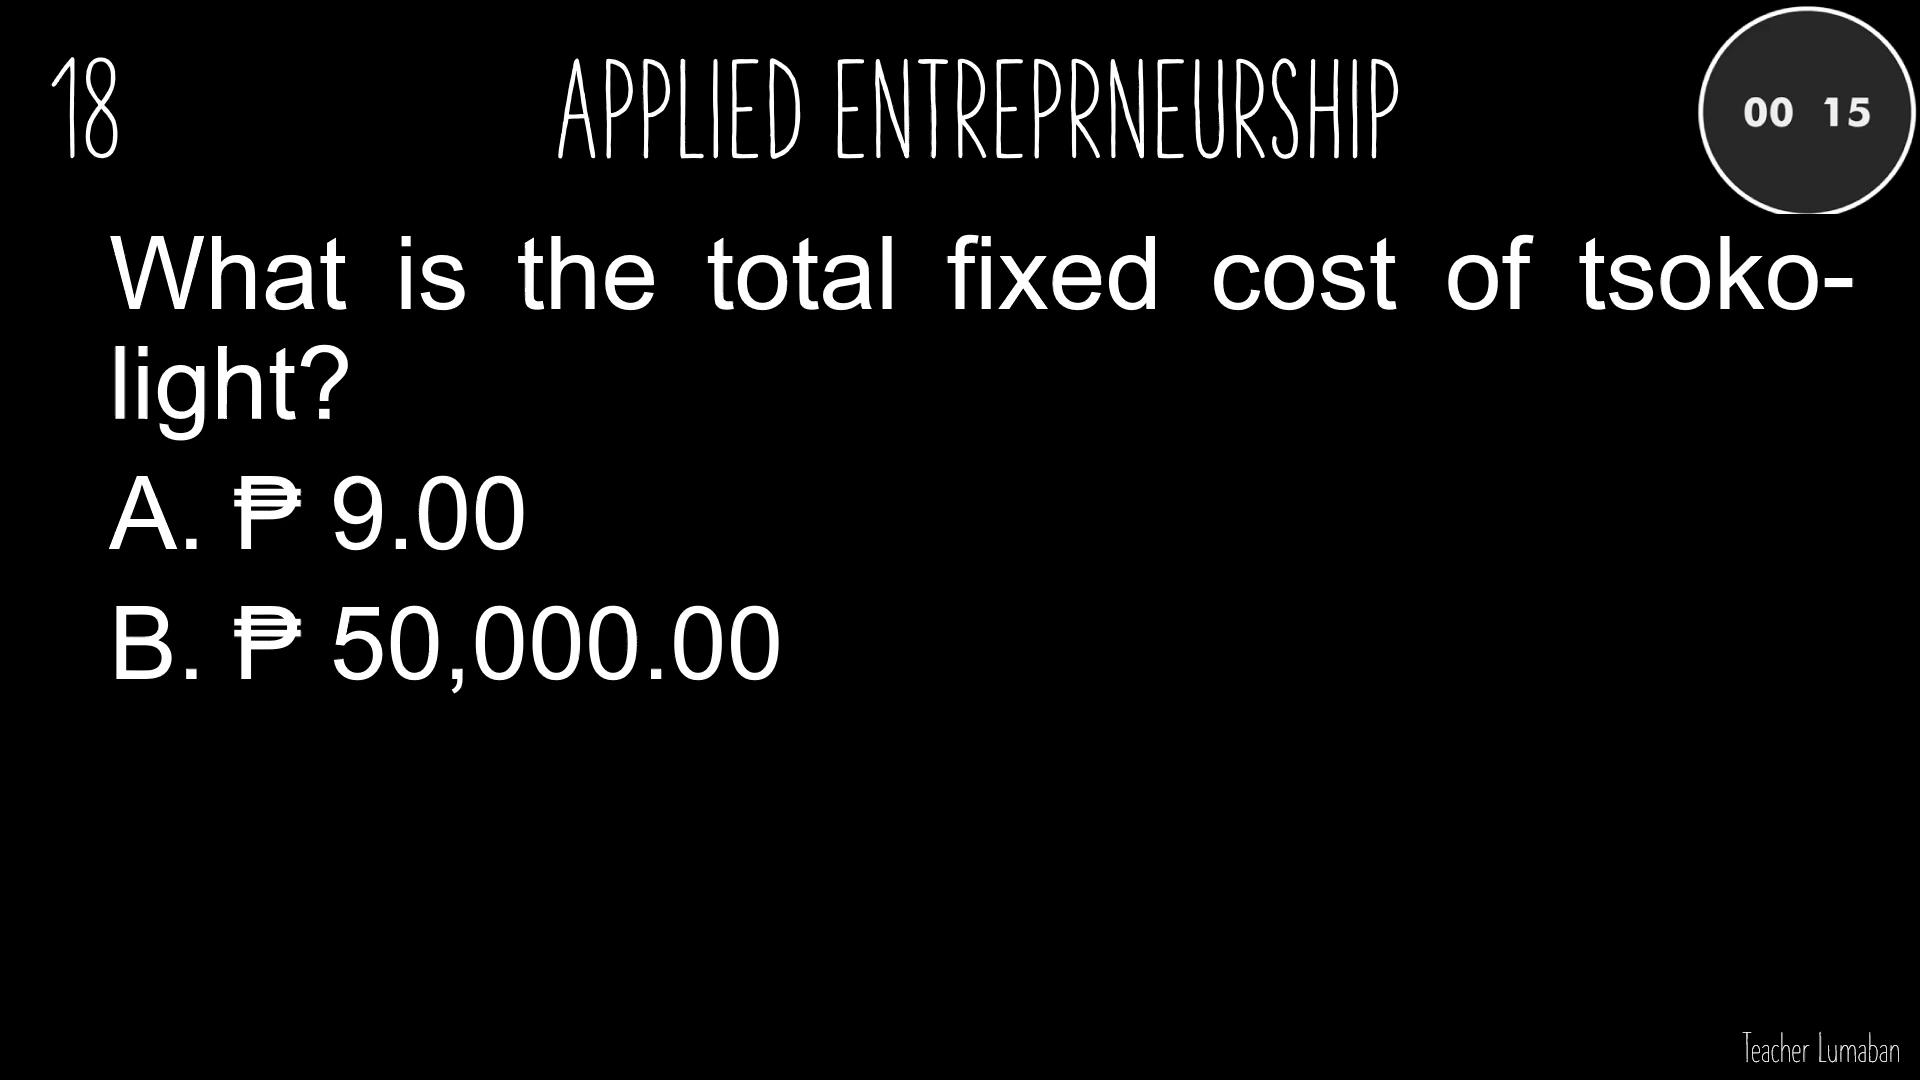 18
APPLIED ENTREPRNEURSHIP
00 15
What is the total fixed cost of tsoko-
light?
A. ₱ 9.00
B. ₱ 50,000.00
Teacher Lumaban